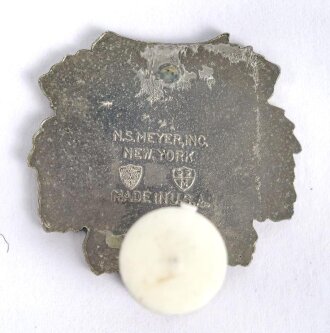 N.S. MEYER, INC.
NEW YORK
MADE IN U.S.A.